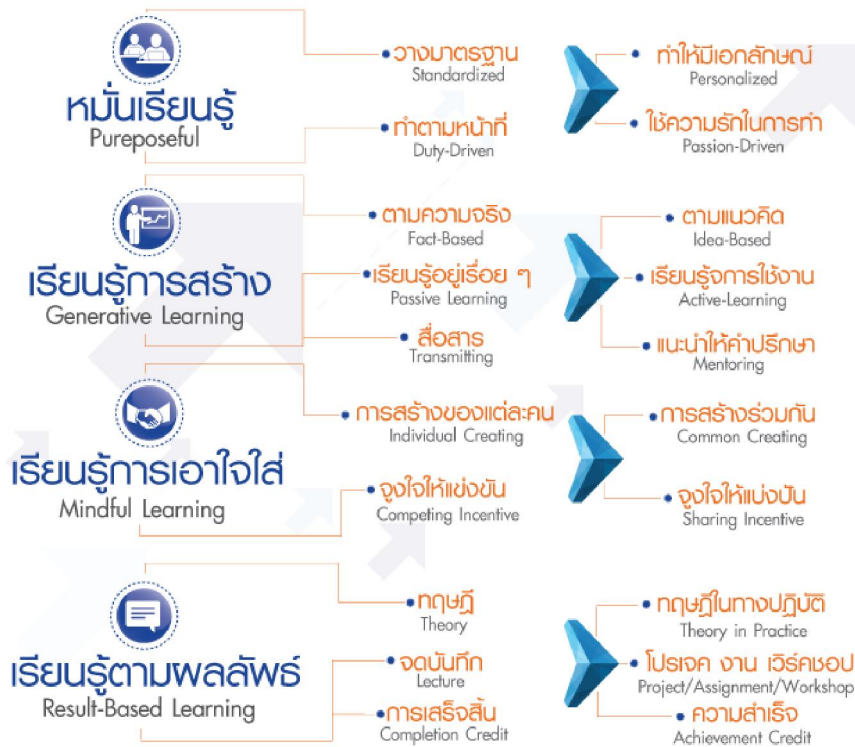 หมั่นเรียนรู้
Pureposeful
วางมาตรฐาน
Standardized
ทำตามหน้าที่
Duty-Driven
ทำให้มีเอกลักษณ์
Personalized
ใช้ความรักในการทำ
Passion-Driven
เรียนรู้การสร้าง
Generative Learning
ตามความจริง
Fact-Based
เรียนรู้อยู่เรื่อย ๆ
Passive Learning
สื่อสาร
Transmitting
ตามแนวคิด
Idea-Based
เรียนรู้จการใช้งาน
Active-Learning
แนะนำให้คำปรึกษา
Mentoring
เรียนรู้การเอาใจใส่
Mindful Learning
การสร้างของแต่ละคน
Individual Creating
จูงใจให้แข่งขัน
Competing Incentive
การสร้างร่วมกัน
Common Creating
จูงใจให้แบ่งปัน
Sharing Incentive
เรียนรู้ตามผลลัพธ์
Result-Based Learning
ทฤษฎี
Theory
จดบันทึก
Lecture
การเสร็จสิ้น
Completion Credit
ทฤษฎีในทางปฏิบัติ
Theory in Practice
โปรเจค งาน เวิร์คชอป
Project/Assignment/Workshop
ความสำเร็จ
Achievement Credit